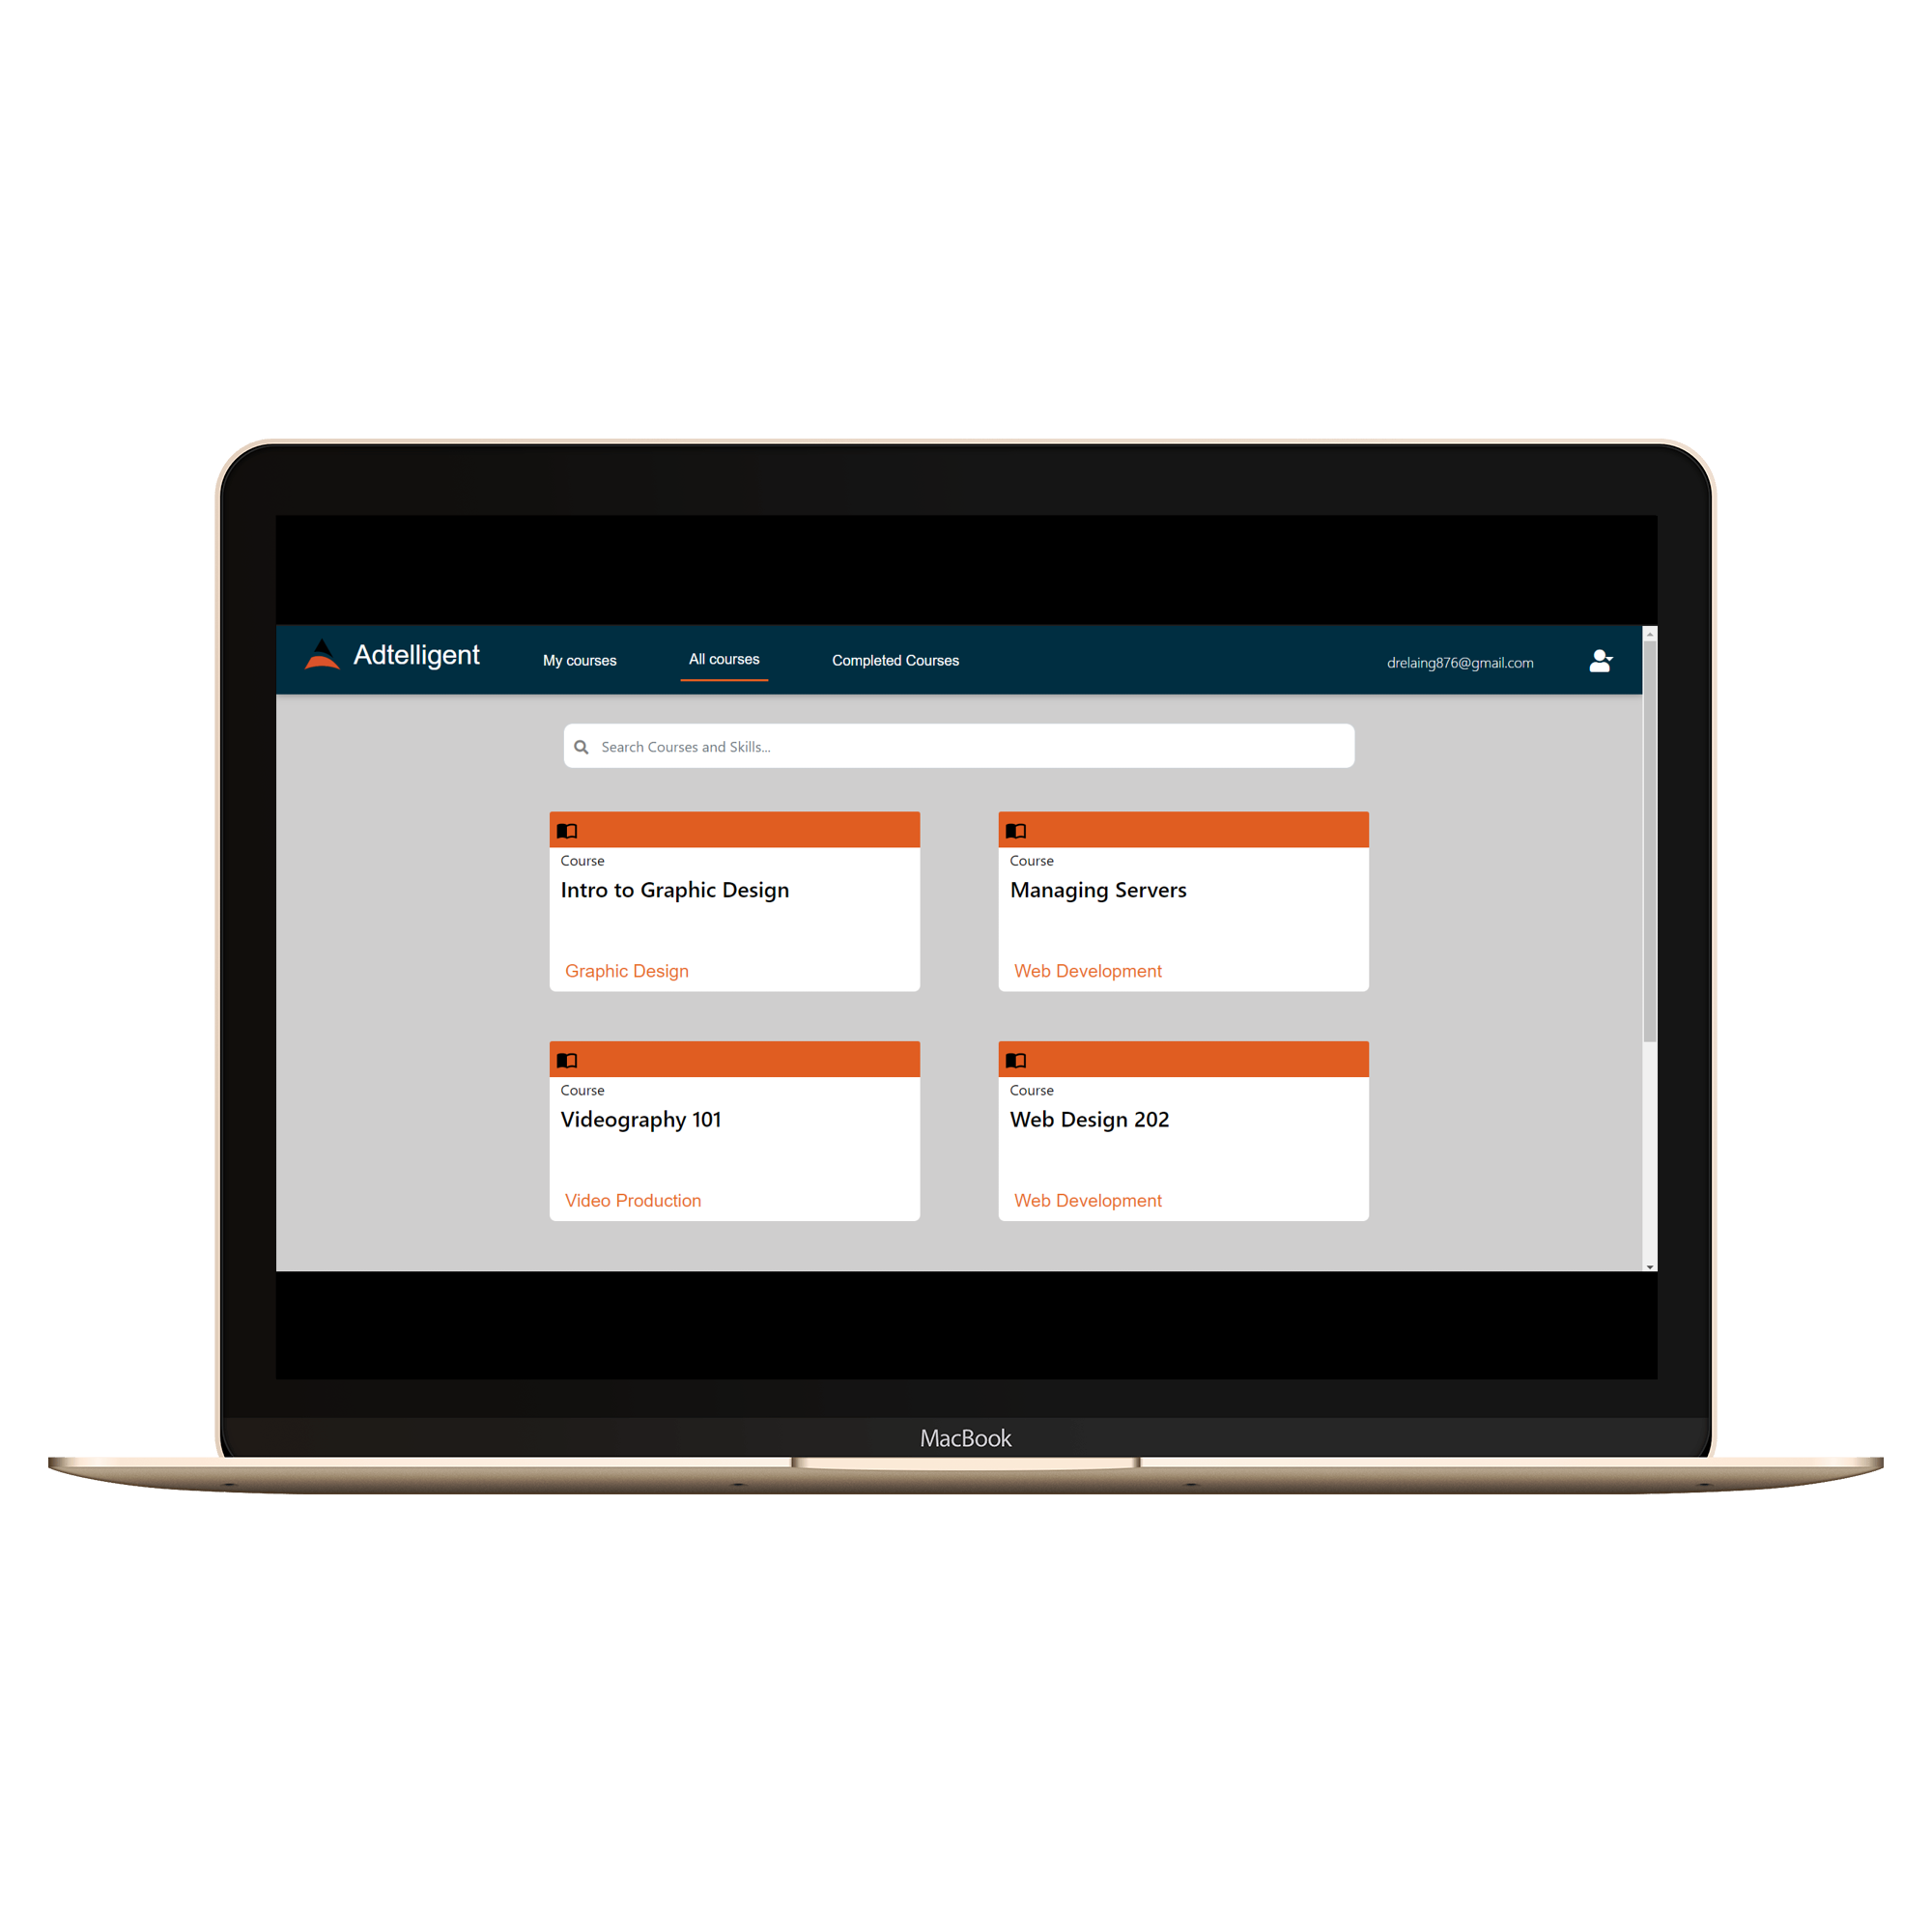 Adtelligent
My courses
All courses
Completed Courses
drelaing876@gmail.com
Search Courses and Skills...
Course
Intro to Graphic Design
Graphic Design
Course
Managing Servers
Web Development
Course
Videography 101
Video Production
Course
Web Design 202
Web Development
MacBook